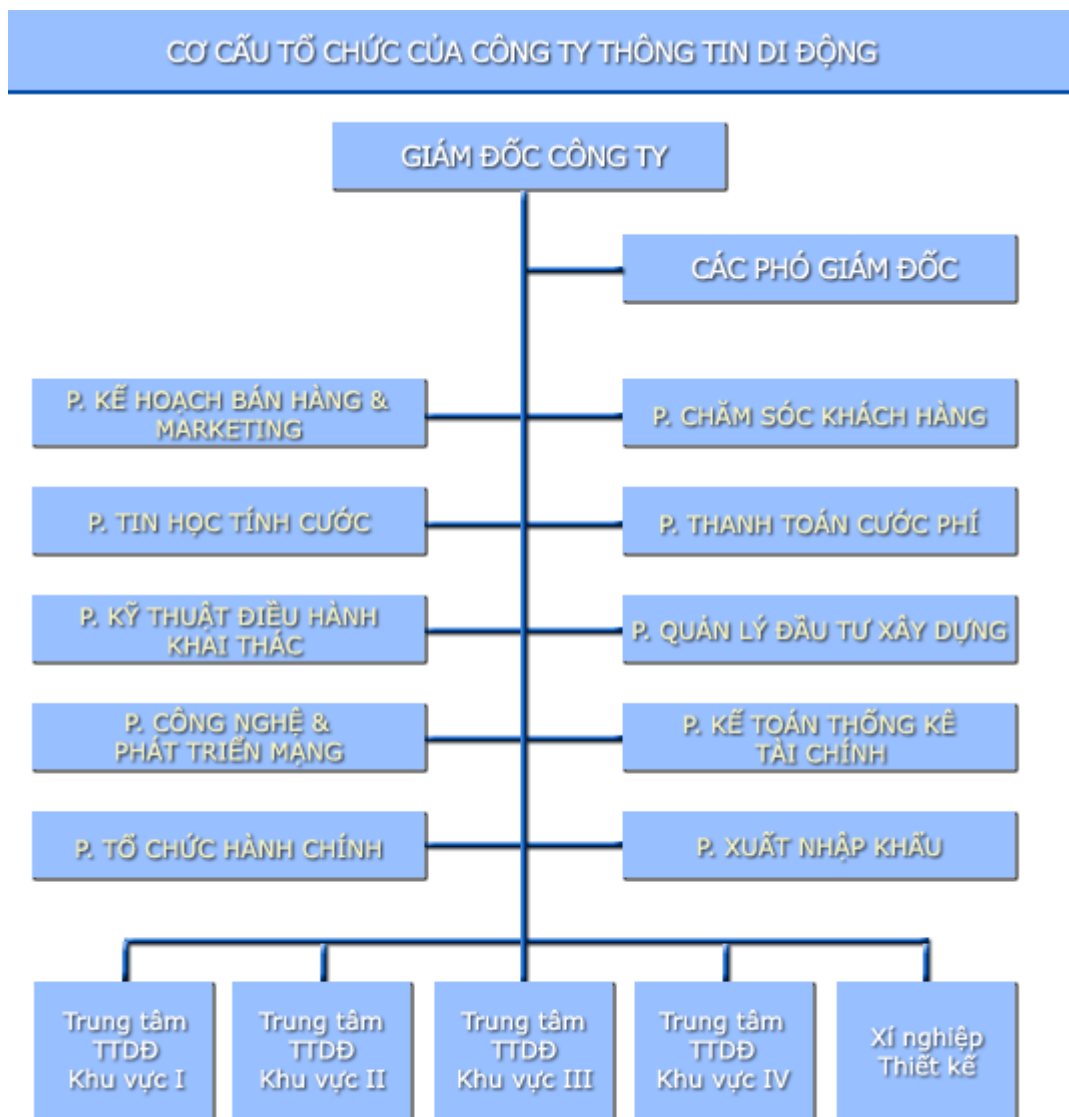 CƠ CẤU TỔ CHỨC CỦA CÔNG TY THÔNG TIN DI ĐỘNG
GIÁM ĐỐC CÔNG TY
CÁC PHÓ GIÁM ĐỐC
P. KẾ HOẠCH BÁN HÀNG &
MARKETING
P. CHĂM SÓC KHÁCH HÀNG
P. TIN HỌC TÍNH CƯỚC
P. THANH TOÁN CƯỚC PHÍ
P. KỸ THUẬT ĐIỀU HÀNH
KHAI THÁC
P. QUẢN LÝ ĐẦU TƯ XÂY DỰNG
P. CÔNG NGHỆ &
PHÁT TRIỂN MẠNG
P. KẾ TOÁN THỐNG KÊ
TÀI CHÍNH
P. TỔ CHỨC HÀNH CHÍNH
P. XUẤT NHẬP KHẨU
Trung tâm
TTDĐ
Khu vực I
Trung tâm
TTDĐ
Khu vực II
Trung tâm
TTDĐ
Khu vực III
Trung tâm
TTDĐ
Khu vực IV
Xí nghiệp
Thiết kế